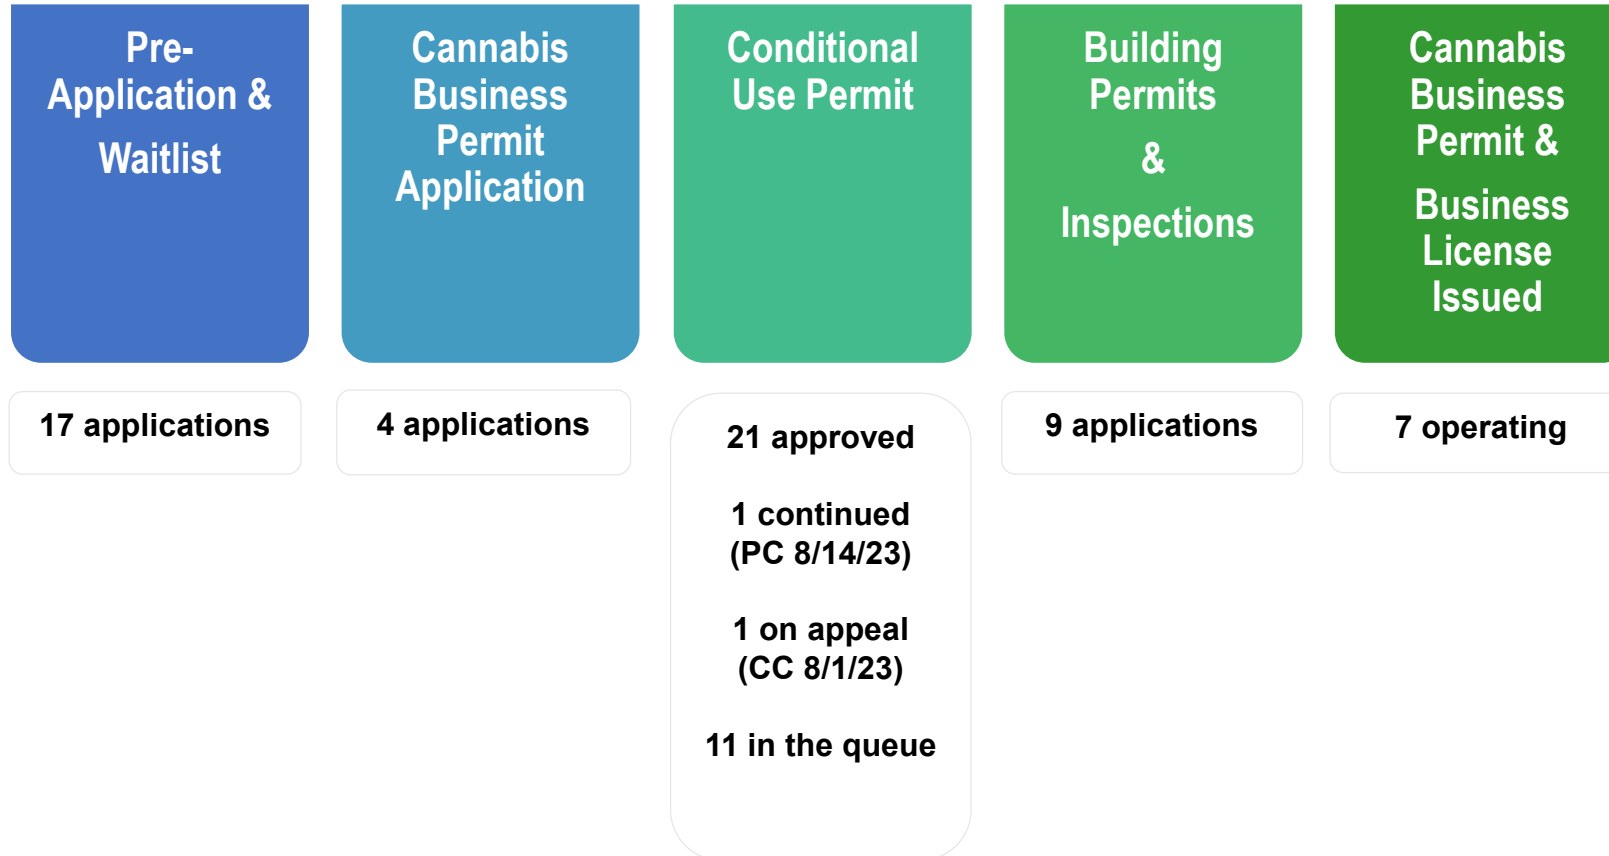 Pre-
Application &
Waitlist
Cannabis
Business
Permit
Application
Conditional
Use Permit
Building
Permits
&
Inspections
Cannabis
Business
Permit &
Business
License
Issued
17 applications
4 applications
21 approved
1 continued
(PC 8/14/23)
1 on appeal
(CC 8/1/23)
11 in the queue
9 applications
7 operating